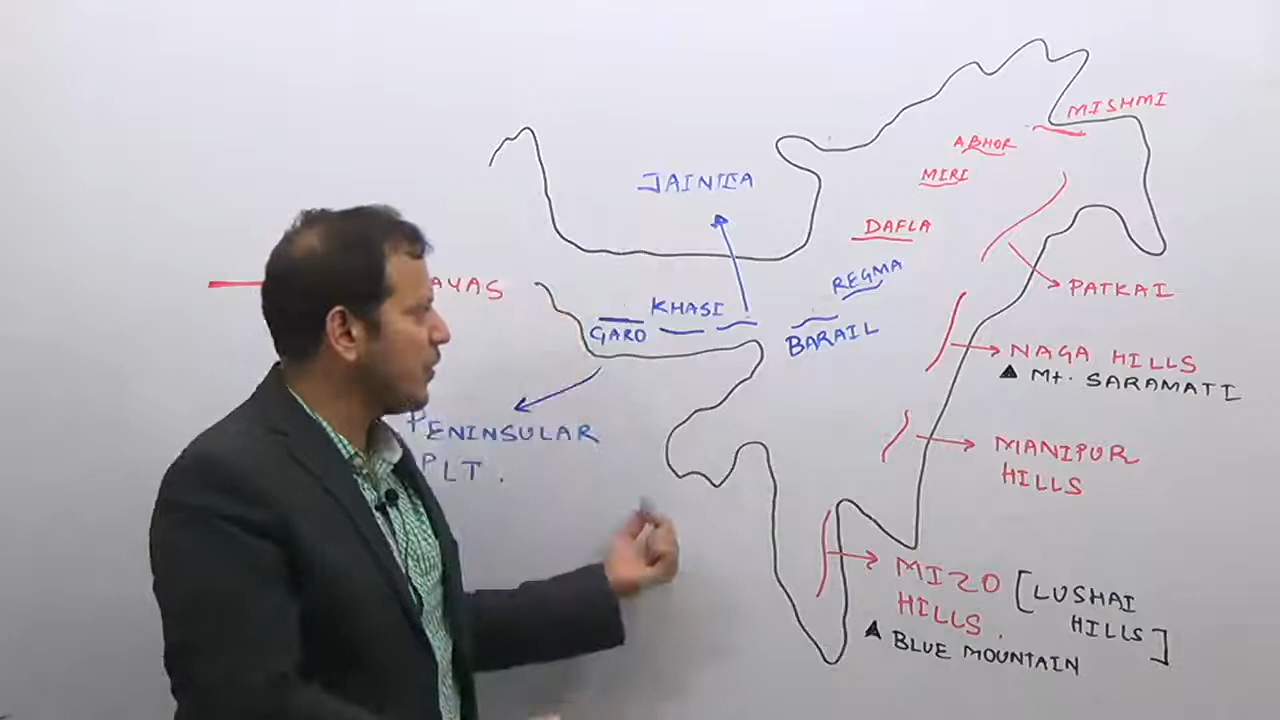 MISHMI
ABHOR
MIRI
JAINTIA
DAFLA
REGMA
AYAS
PATKAI
KHASI
GARO
BARAIL
NAGA HILLS
Mt. SARAMATI
PENINSULAR
PLT.
MANIPUR
HILLS
MIZO [LUSHAI
HILLS. HILLS]
BLUE MOUNTAIN